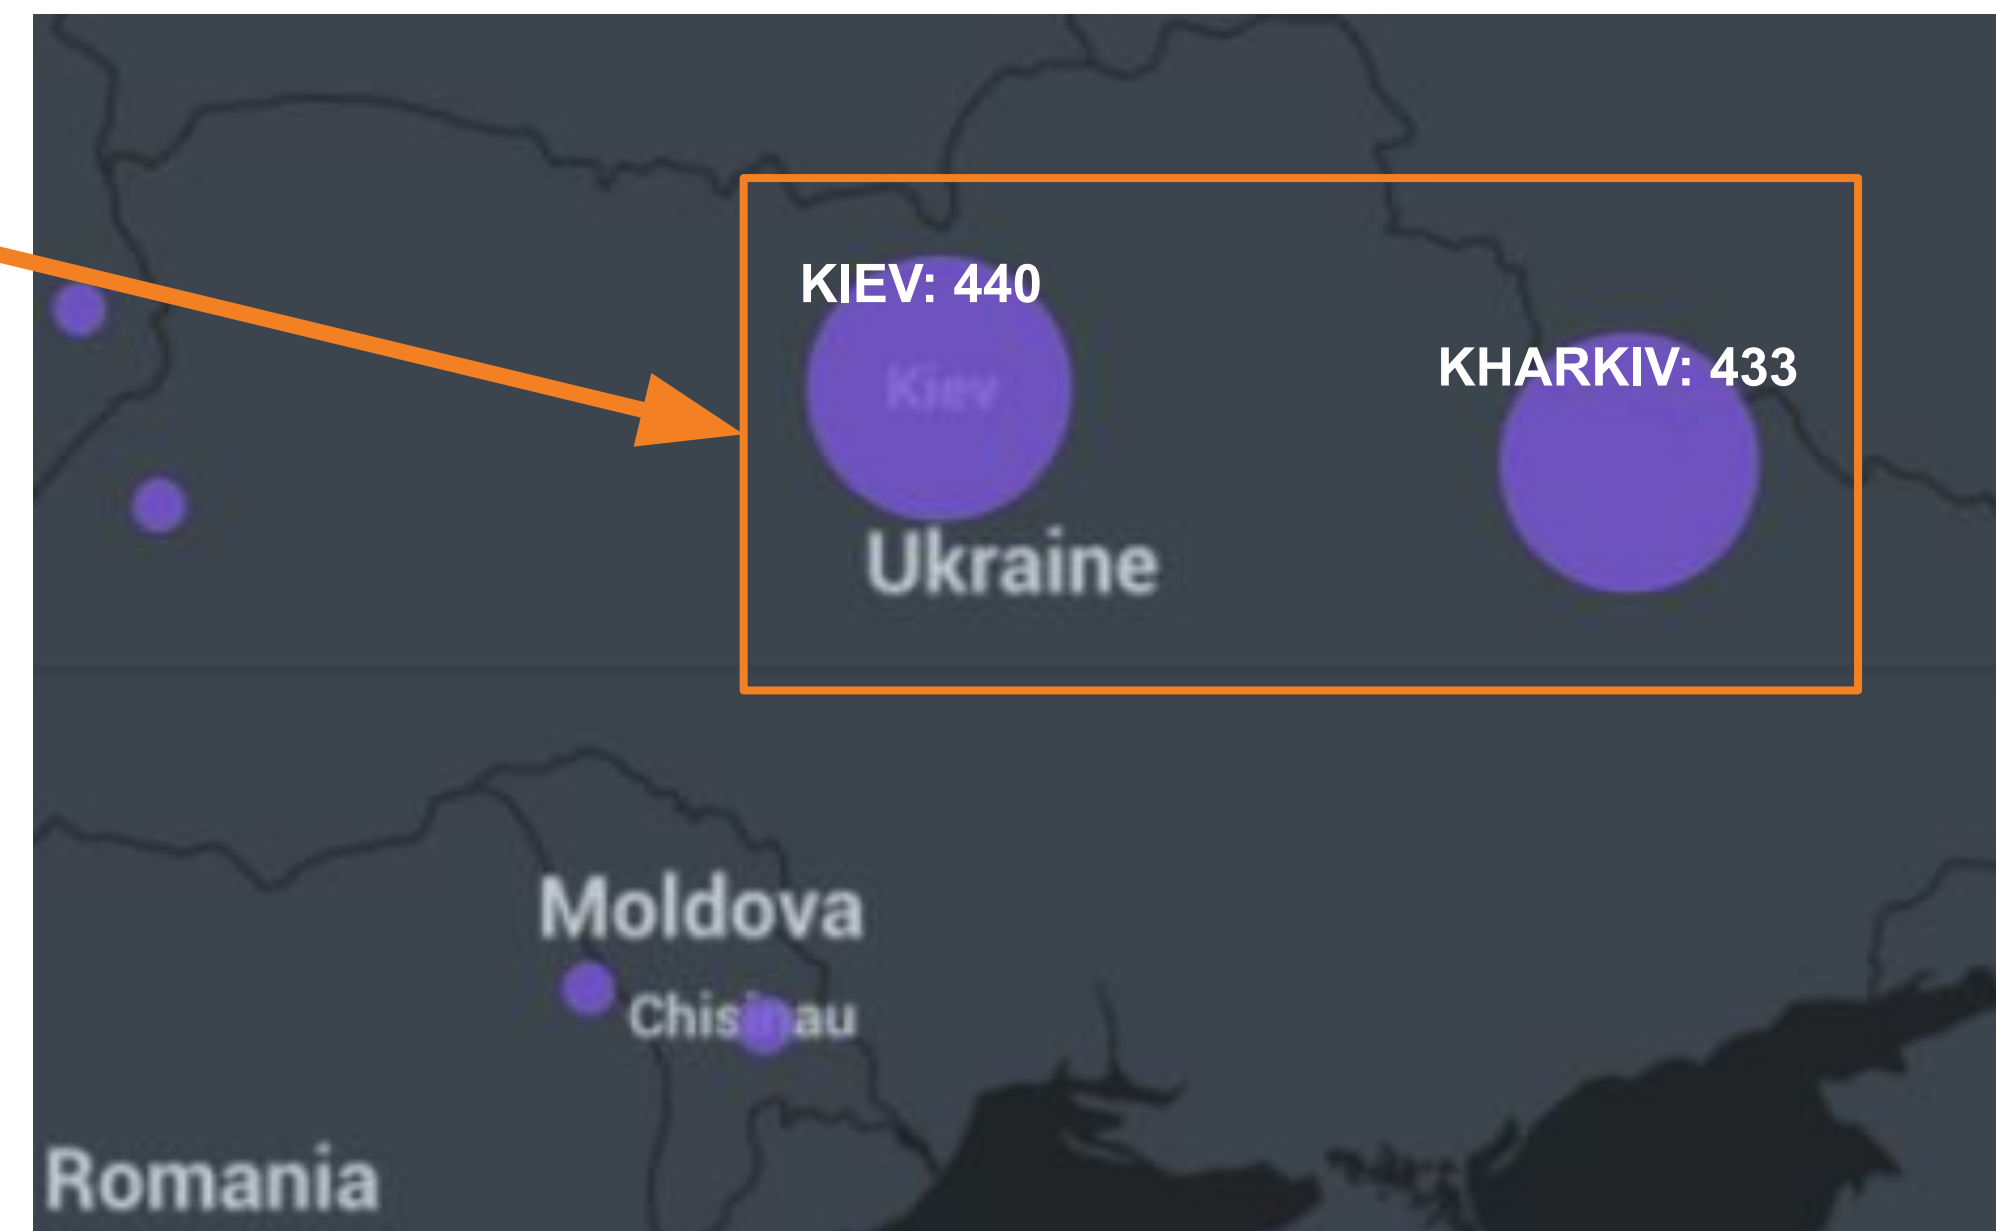 KIEV: 440
KHARKIV: 433
Kiev
Ukraine
Moldova
Chisinau
Romania